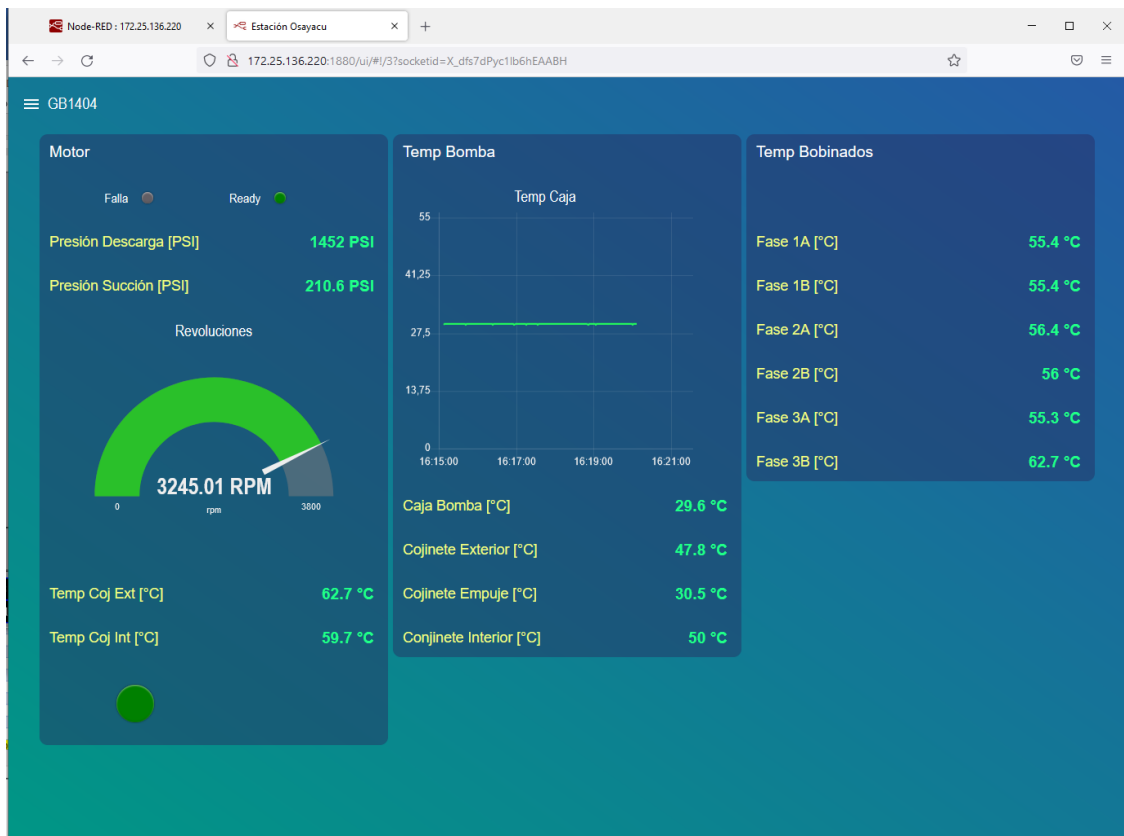 Node-RED : 172.25.136.220
Estación Osayacu
172.25.136.220:1880/ui/#!/3?socketid=X_dfs7dPyc1lb6hEAABH
GB1404
Motor
Falla
Ready
Presión Descarga [PSI] 1452 PSI
Presión Succión [PSI] 210.6 PSI
Revoluciones
3245.01 RPM
0 rpm 3800
Temp Coj Ext [°C] 62.7 °C
Temp Coj Int [°C] 59.7 °C
Temp Bomba
Temp Caja
55
41,25
27,5
13,75
0
16:15:00 16:17:00 16:19:00 16:21:00
Caja Bomba [°C] 29.6 °C
Cojinete Exterior [°C] 47.8 °C
Cojinete Empuje [°C] 30.5 °C
Conjinete Interior [°C] 50 °C
Temp Bobinados
Fase 1A [°C] 55.4 °C
Fase 1B [°C] 55.4 °C
Fase 2A [°C] 56.4 °C
Fase 2B [°C] 56 °C
Fase 3A [°C] 55.3 °C
Fase 3B [°C] 62.7 °C